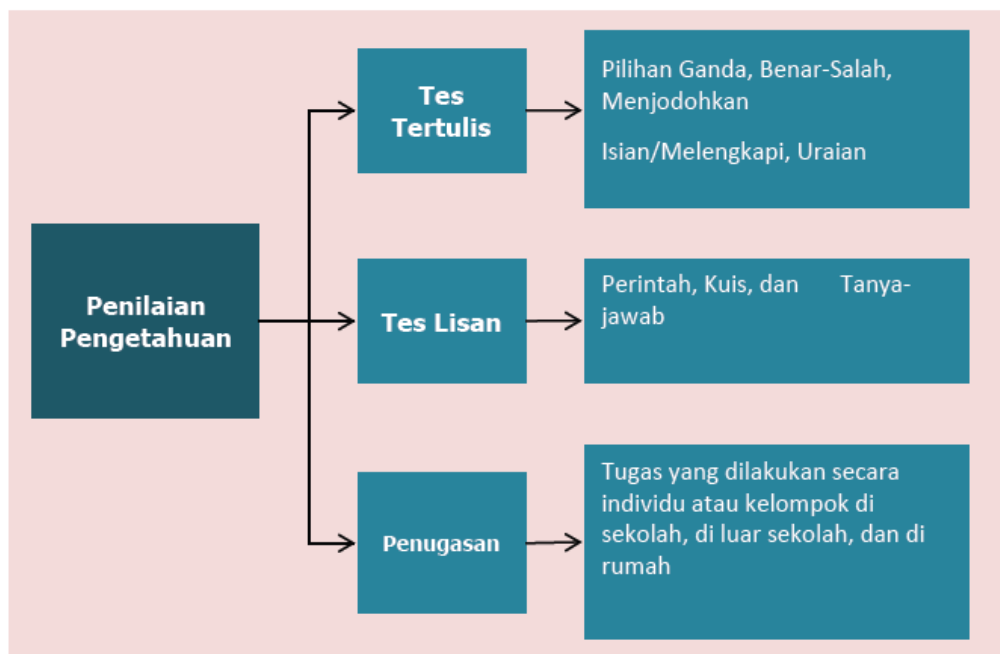 Tes
Tertulis
Pilihan Ganda, Benar-Salah,
Menjodohkan
Isian/Melengkapi, Uraian
Penilaian
Pengetahuan
Tes Lisan
Perintah, Kuis, dan Tanya-
jawab
Penugasan
Tugas yang dilakukan secara
individu atau kelompok di
sekolah, di luar sekolah, dan di
rumah